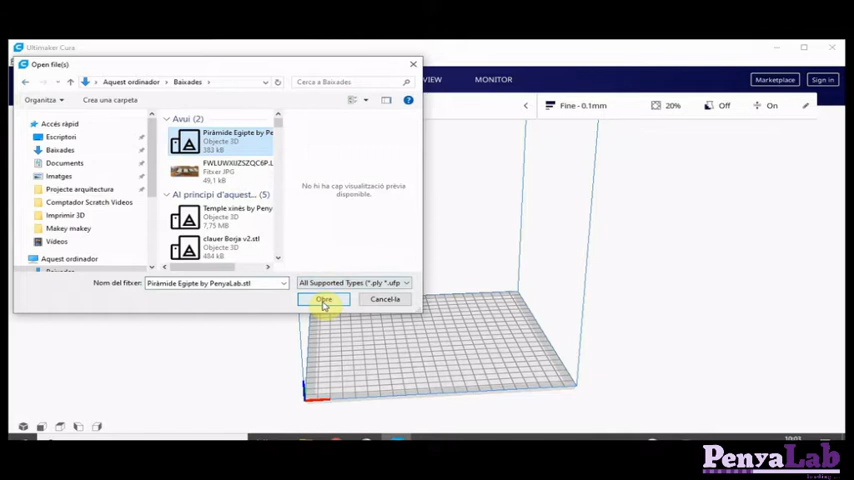 Ultimaker Cura
Open file(s)
VIEW
MONITOR
Marketplace
Sign in
Aquest ordinador
Baixades
Cerca a Baixades
Organitza
Crea una carpeta
Fine - 0.1mm
20%
Off
On
Accés ràpid
Escriptori
Baixades
Documents
Imatges
Projecte arquitectura
Comptador Scratch Videos
Imprimir 3D
Makey makey
Vídeos
Aquest ordinador
Avui (2)
Piràmide Egipte by Pe
Objecte 3D
383 kB
FWLUWXIJZSZQC6P.L
Fitxer JPG
49,1 kB
Al principi d'aquest... (5)
Temple xinès by Peny
Objecte 3D
7,75 MB
clauer Borja v2.stl
Objecte 3D
484 kB
No hi ha cap visualització prèvia
disponible.
Nom del fitxer:
Piràmide Egipte by PenyaLab.stl
All Supported Types (*.ply *.ufp
Obre
Cancel·la
PenyaLab
loading...